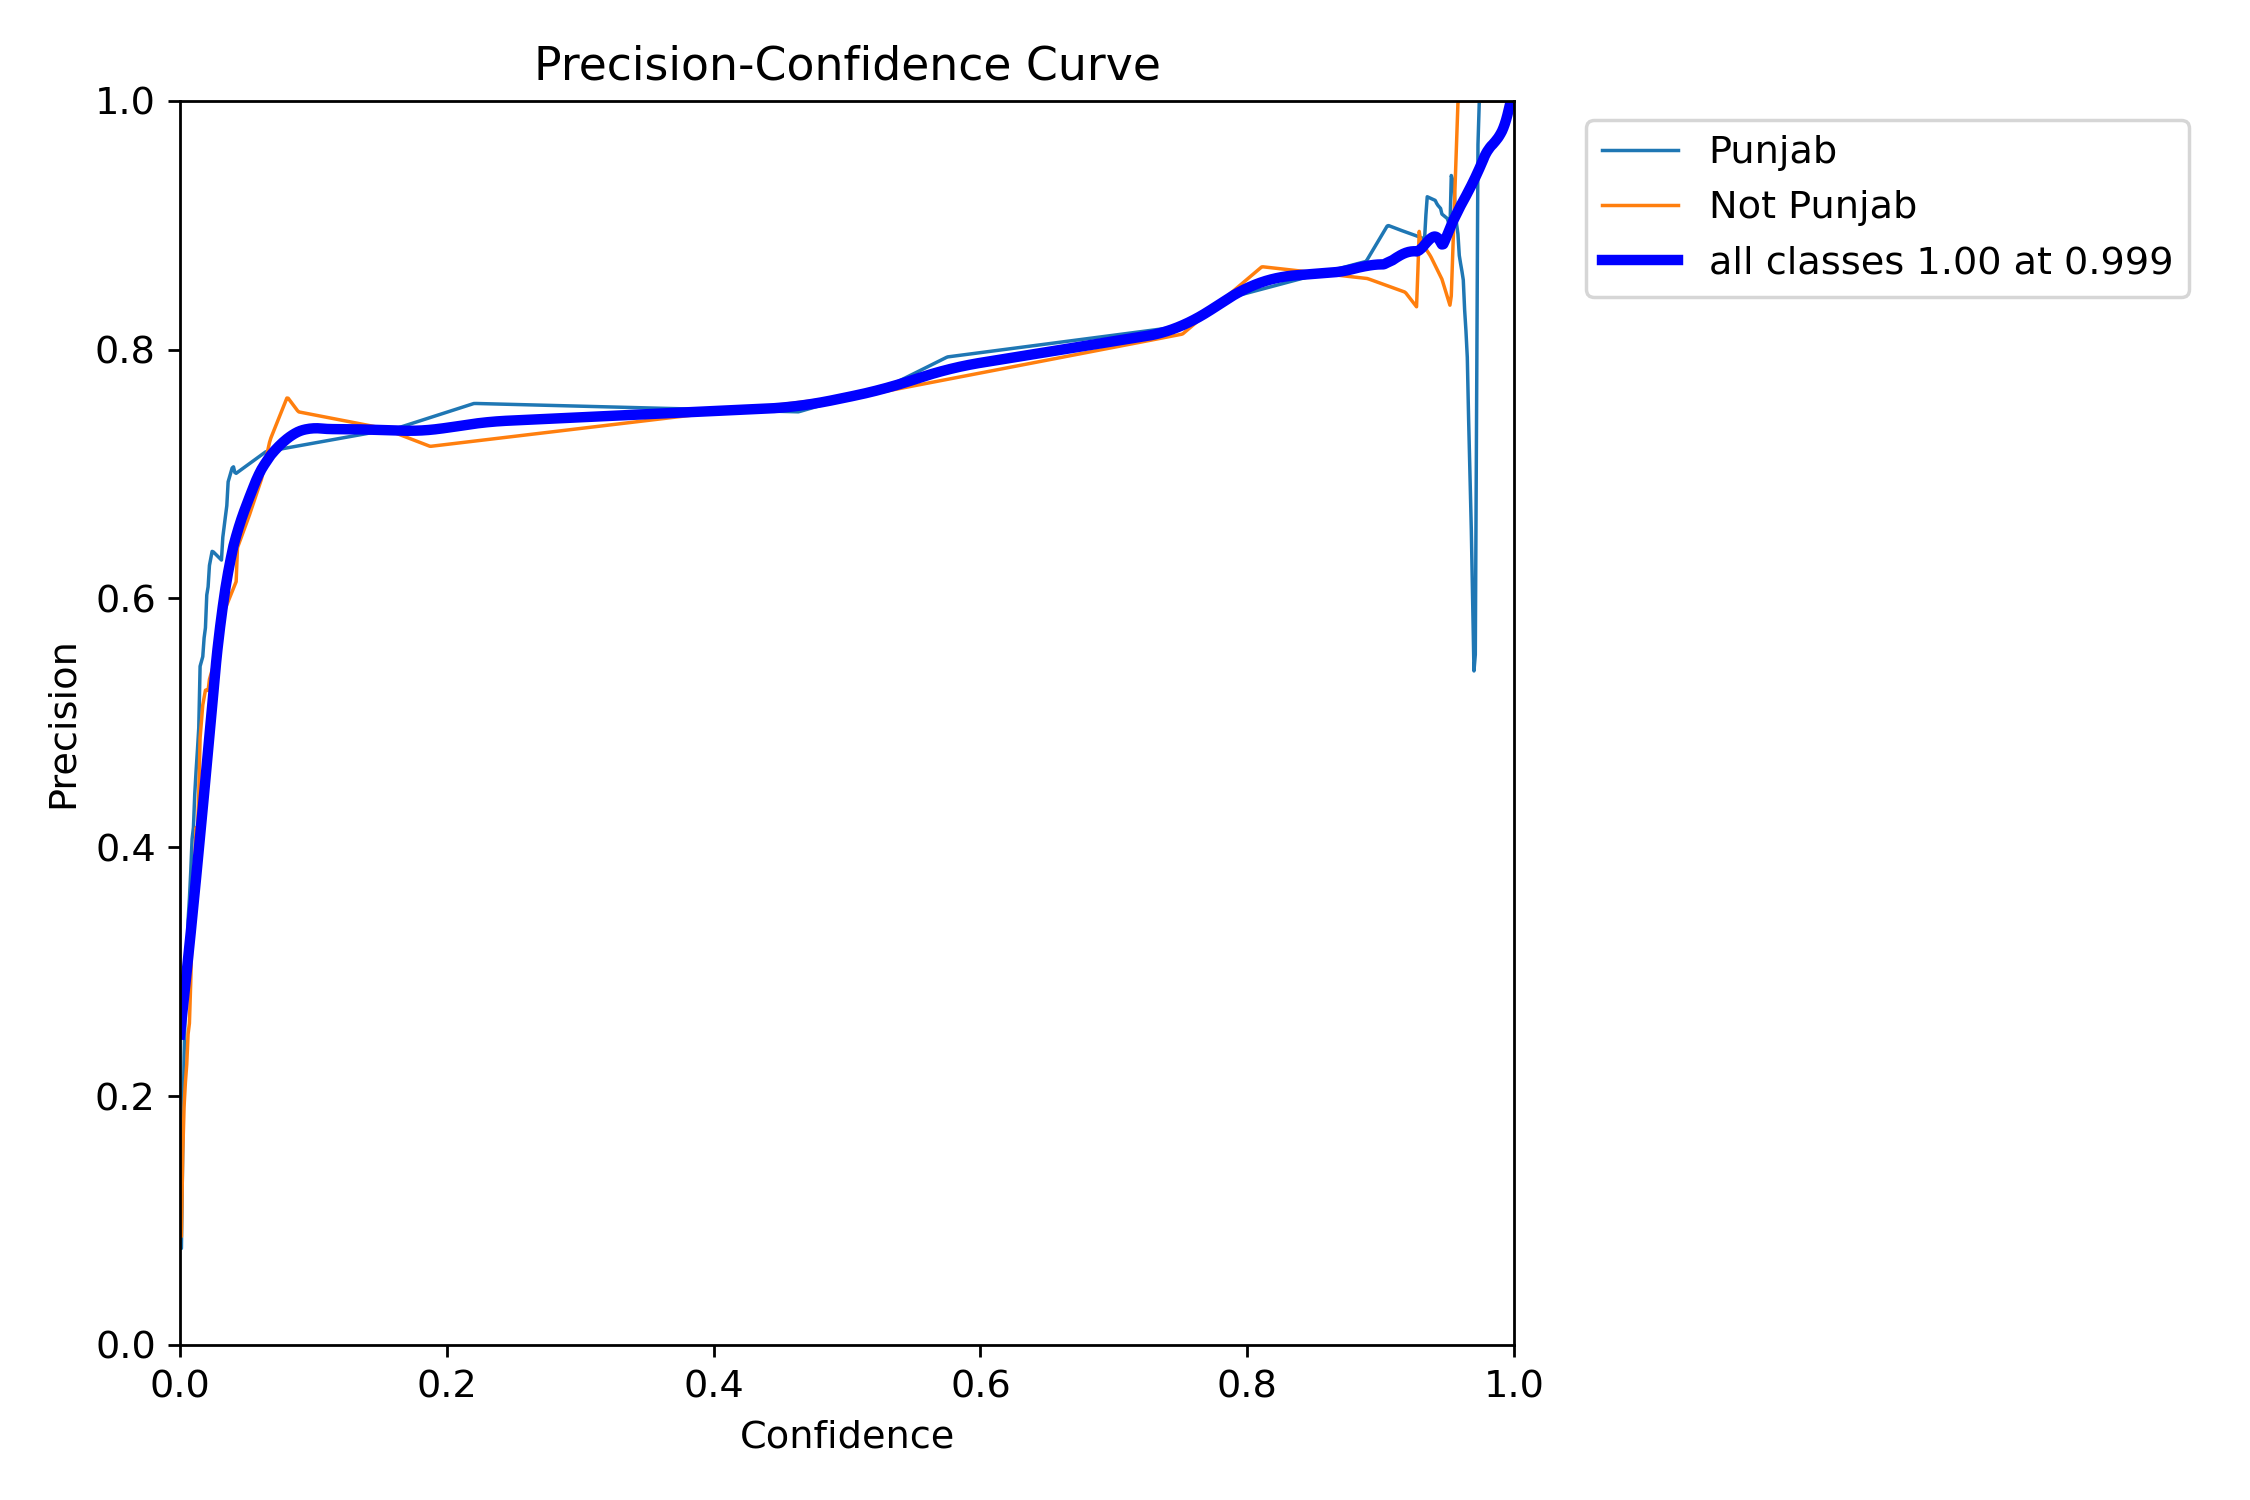 Precision-Confidence Curve
1.0
0.8
0.6
0.4
0.2
0.0
Precision
0.0 0.2 0.4 0.6 0.8 1.0
Confidence
Punjab
Not Punjab
all classes 1.00 at 0.999